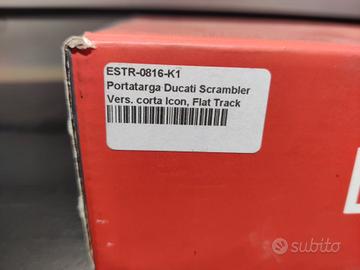 ESTR-0816-K1
Portatarga Ducati Scrambler
Vers. corta Icon, Flat Track
subito